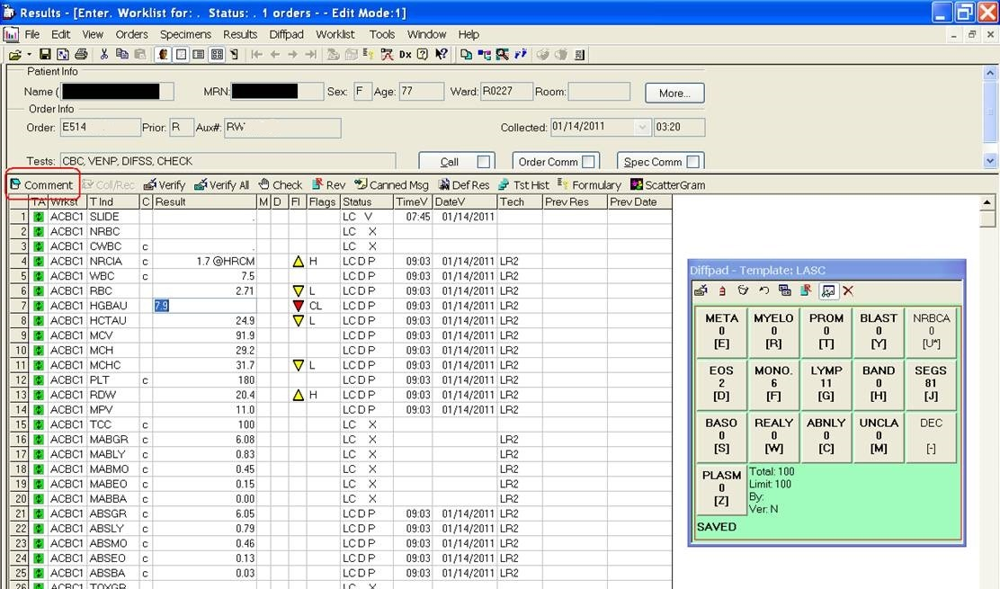 Results - [Enter. Worklist for: . Status: . 1 orders - - Edit Mode:1]
File Edit View Orders Specimens Results Diffpad Worklist Tools Window Help
Dx
Patient Info
Name ( MRN: Sex: F Age: 77 Ward: R0227 Room: More...
Order Info
Order: E514 Prior: R Aux#: RW' Collected: 01/14/2011 03:20
Tests: CBC, VENP, DIFSS, CHECK Call Order Comm Spec Comm
Comment Coll/Rec Verify Verify All Check Rev Canned Msg Def Res Tst Hist Formulary ScatterGram
TA Wrkst T Ind C Result M D Fl Flags Status TimeV DateV Tech Prev Res Prev Date
1 ACBC1 SLIDE . LC V 07:45 01/14/2011
2 ACBC1 NRBC LC X
3 ACBC1 CWBC c . LC X
4 ACBC1 NRCIA c 1.7 @HRCM H LC D P 09:03 01/14/2011 LR2
5 ACBC1 WBC c 7.5 LC D P 09:03 01/14/2011 LR2
6 ACBC1 RBC 2.71 L LC D P 09:03 01/14/2011 LR2
7 ACBC1 HGBAU 7.9 CL LC D P 09:03 01/14/2011 LR2
8 ACBC1 HCTAU 24.9 L LC D P 09:03 01/14/2011 LR2
9 ACBC1 MCV 91.9 LC D P 09:03 01/14/2011 LR2
10 ACBC1 MCH 29.2 LC D P 09:03 01/14/2011 LR2
11 ACBC1 MCHC 31.7 L LC D P 09:03 01/14/2011 LR2
12 ACBC1 PLT c 180 LC D P 09:03 01/14/2011 LR2
13 ACBC1 RDW 20.4 H LC D P 09:03 01/14/2011 LR2
14 ACBC1 MPV 11.0 LC D P 09:03 01/14/2011 LR2
15 ACBC1 TCC c 100 LC X
16 ACBC1 MABGR c 6.08 LC X LR2
17 ACBC1 MABLY c 0.83 LC X LR2
18 ACBC1 MABMO c 0.45 LC X LR2
19 ACBC1 MABEO c 0.15 LC X LR2
20 ACBC1 MABBA c 0.00 LC X LR2
21 ACBC1 ABSGR c 6.05 LC D P 09:03 01/14/2011 LR2
22 ACBC1 ABSLY c 0.79 LC D P 09:03 01/14/2011 LR2
23 ACBC1 ABSMO c 0.46 LC D P 09:03 01/14/2011 LR2
24 ACBC1 ABSEO c 0.13 LC D P 09:03 01/14/2011 LR2
25 ACBC1 ABSBA c 0.03 LC D P 09:03 01/14/2011 LR2
26 ACBC1 TOXGR LC X
Diffpad - Template: LASC
META MYELO PROM BLAST NRBCA
0 0 0 0 0
[E] [R] [T] [Y] [U*]
EOS MONO. LYMP BAND SEGS
2 6 11 0 81
[D] [F] [G] [H] [J]
BASO REALY ABNLY UNCLA DEC
0 0 0 0
[S] [W] [C] [M] [-]
PLASM
0
[Z]
Total: 100
Limit: 100
By:
Ver: N
SAVED